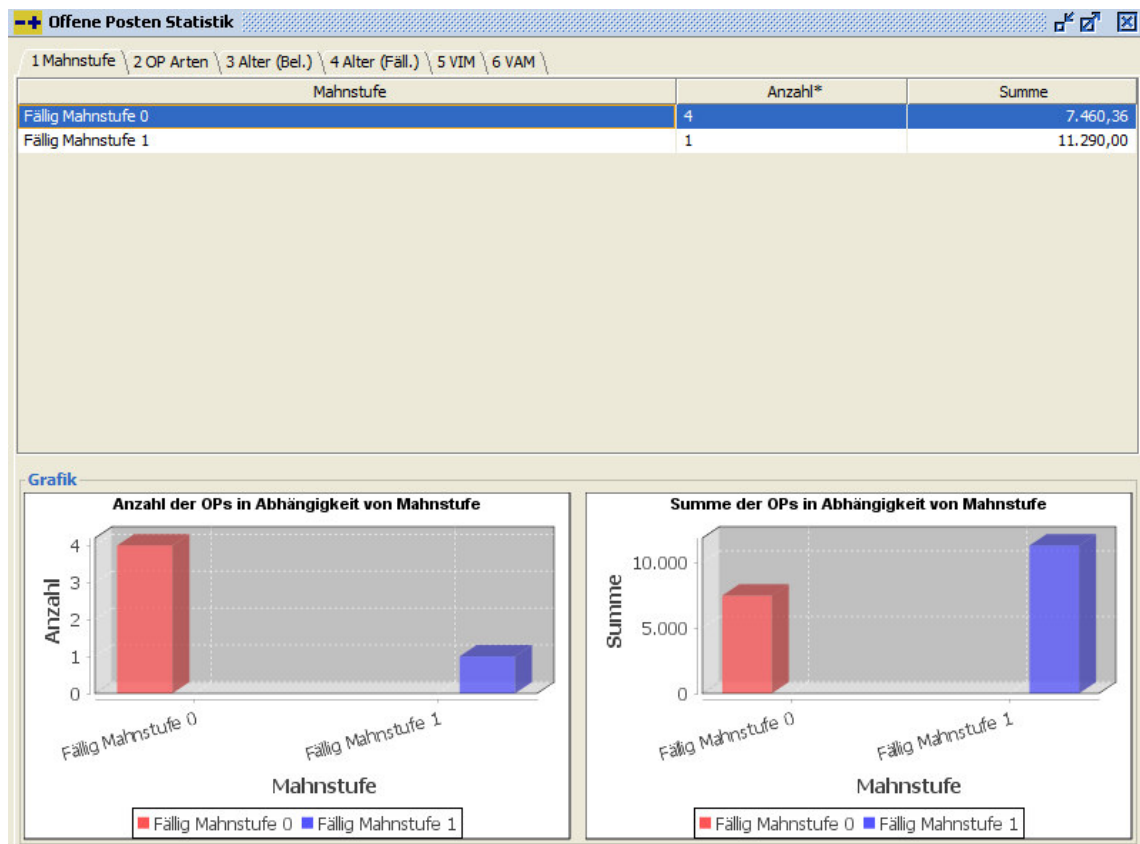 Offene Posten Statistik
1 Mahnstufe 2 OP Arten 3 Alter (Bel.) 4 Alter (Fäll.) 5 VIM 6 VAM
Mahnstufe Anzahl* Summe
Fällig Mahnstufe 0 4 7.460,36
Fällig Mahnstufe 1 1 11.290,00
Grafik
Anzahl der OPs in Abhängigkeit von Mahnstufe
4
3
2
1
0
Anzahl
Fällig Mahnstufe 0 Fällig Mahnstufe 1
Mahnstufe
Fällig Mahnstufe 0 Fällig Mahnstufe 1
Summe der OPs in Abhängigkeit von Mahnstufe
10.000
5.000
0
Summe
Fällig Mahnstufe 0 Fällig Mahnstufe 1
Mahnstufe
Fällig Mahnstufe 0 Fällig Mahnstufe 1